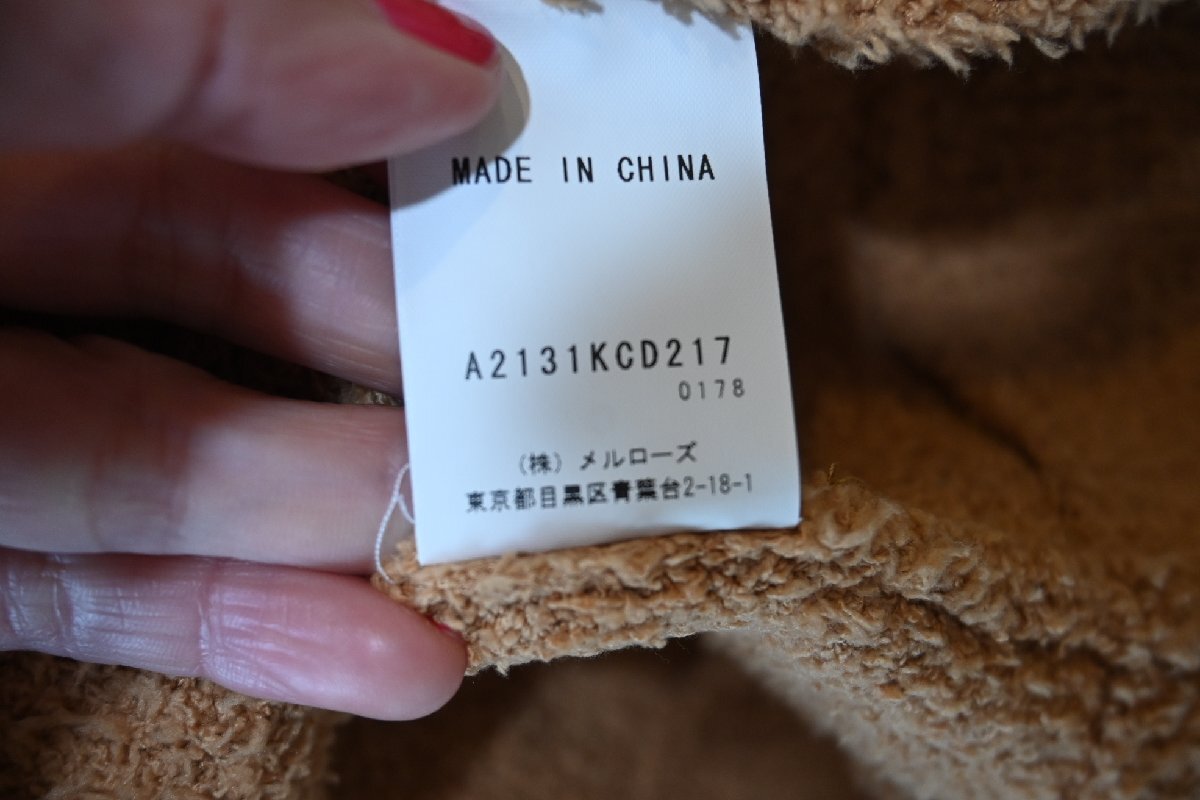 MADE IN CHINA
A2131KCD217
0178
(株) メルローズ
東京都目黒区青葉台2-18-1